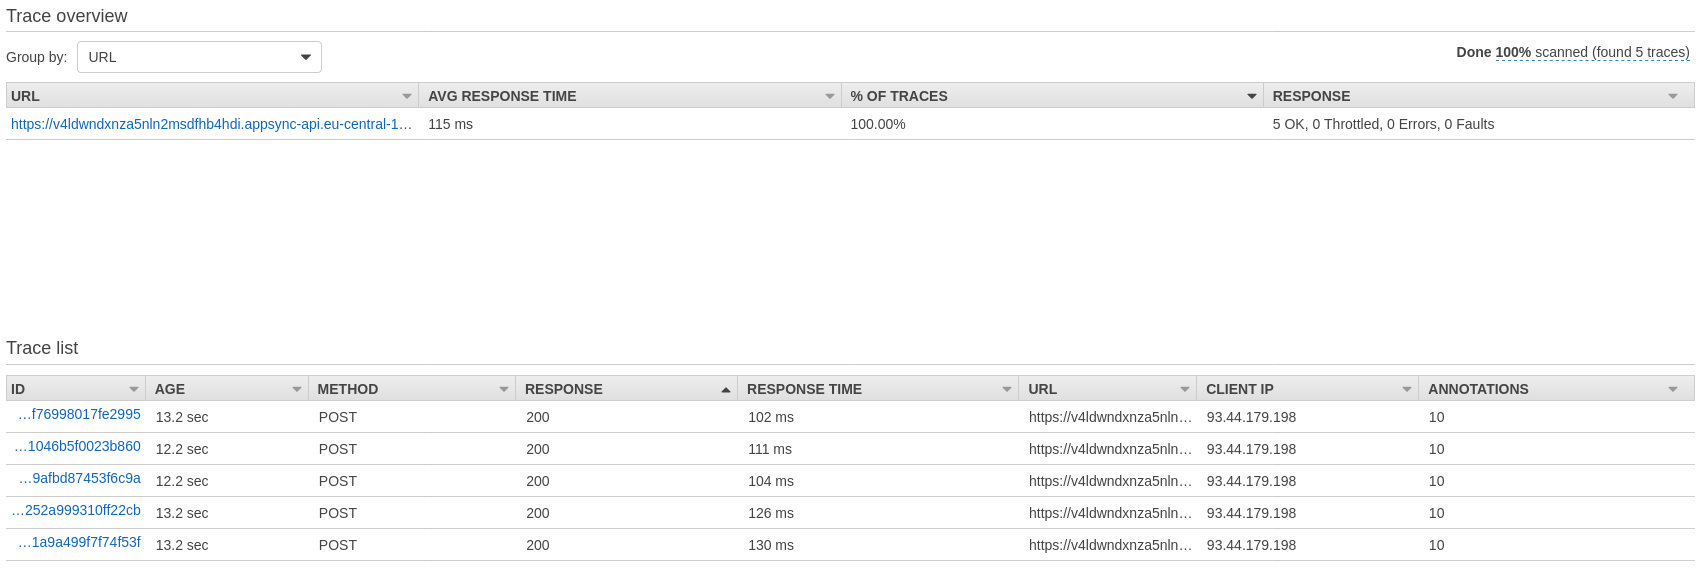 Trace overview
Group by: URL
Done 100% scanned (found 5 traces)
URL AVG RESPONSE TIME % OF TRACES RESPONSE
https://v4ldwndxnza5nln2msdfhb4hdi.appsync-api.eu-central-1… 115 ms 100.00% 5 OK, 0 Throttled, 0 Errors, 0 Faults
Trace list
ID AGE METHOD RESPONSE RESPONSE TIME URL CLIENT IP ANNOTATIONS
…f76998017fe2995 13.2 sec POST 200 102 ms https://v4ldwndxnza5nln… 93.44.179.198 10
…1046b5f0023b860 12.2 sec POST 200 111 ms https://v4ldwndxnza5nln… 93.44.179.198 10
…9afbd87453f6c9a 12.2 sec POST 200 104 ms https://v4ldwndxnza5nln… 93.44.179.198 10
…252a999310ff22cb 13.2 sec POST 200 126 ms https://v4ldwndxnza5nln… 93.44.179.198 10
…1a9a499f7f74f53f 13.2 sec POST 200 130 ms https://v4ldwndxnza5nln… 93.44.179.198 10